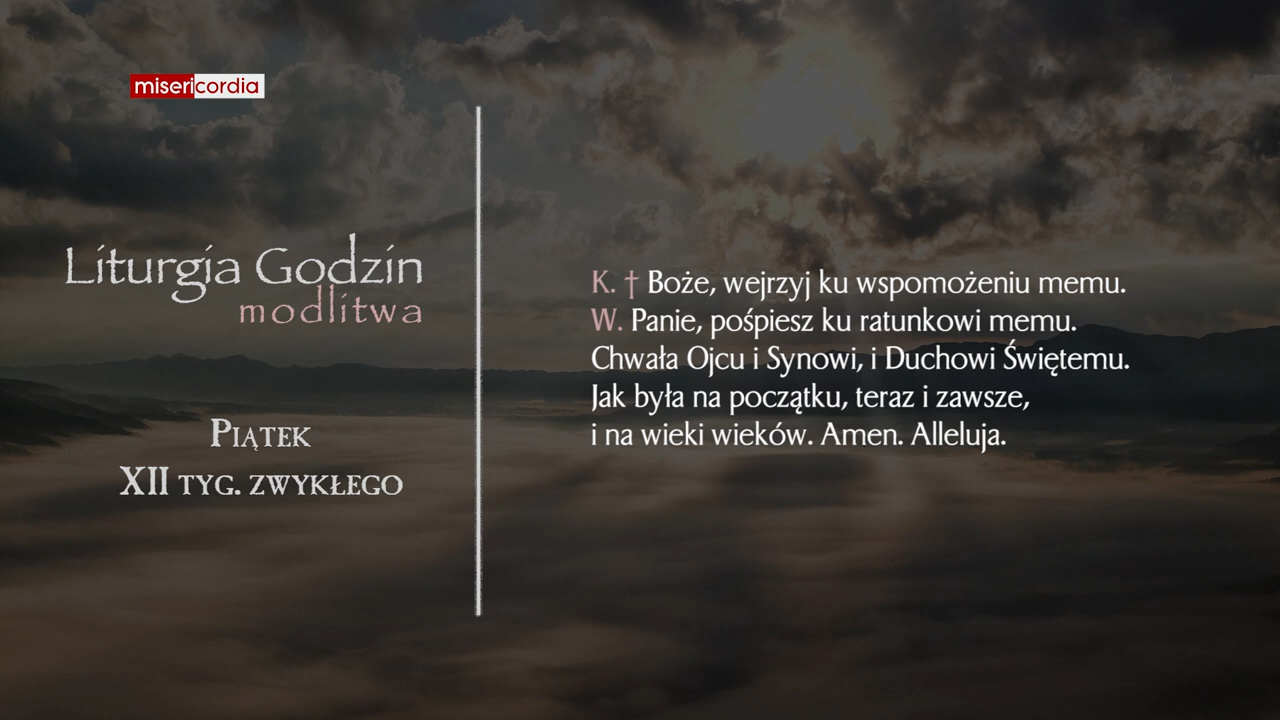 misericordia
Liturgia Godzin
modlitwa
Piątek
XII tyg. zwykłego
K. † Boże, wejrzyj ku wspomożeniu memu.
W. Panie, pośpiesz ku ratunkowi memu.
Chwała Ojcu i Synowi, i Duchowi Świętemu.
Jak była na początku, teraz i zawsze,
i na wieki wieków. Amen. Alleluja.